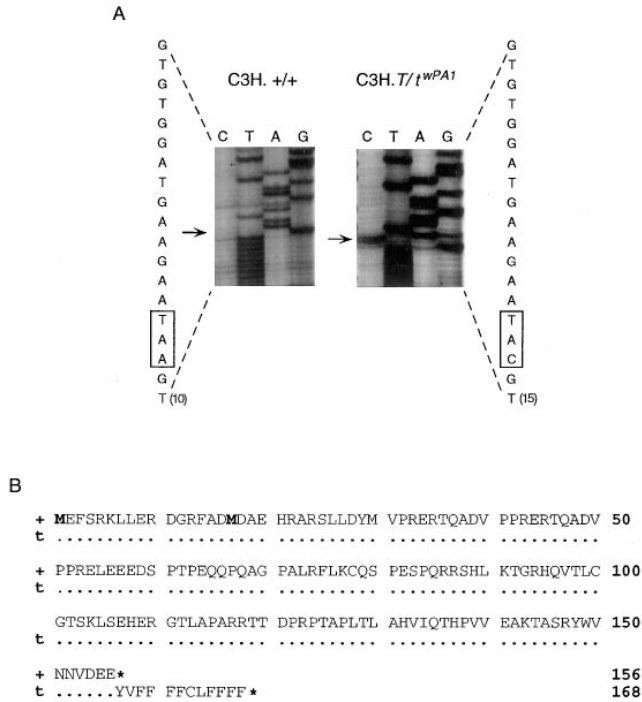 A
G
T
G
T
G
G
A
T
G
A
A
G
A
A
T
A
A
G
T(10)
C3H. +/+
C T A G
C3H.T/t^wPA1
C T A G
G
T
G
T
G
G
A
T
G
A
A
G
A
A
T
A
C
G
T(15)
B
+ MEFSRKLLER DGRFADMDAE HRARSLLDYM VPRERTQADV PPRERTQADV 50
t .......... .......... .......... .......... ..........
+ PPRELEEEDS PTPEQQPQAG PALRFLKCQS PESPQRRSHL KTGRHQVTLC 100
t .......... .......... .......... .......... ..........
GTSKLSEHER GTLAPARRTT DPRPTAPLTL AHVIQTHPVV EAKTASRYWV 150
t .......... .......... .......... .......... ..........
+ NNVDEE* 156
t ......YVFF FFCLFFFF* 168